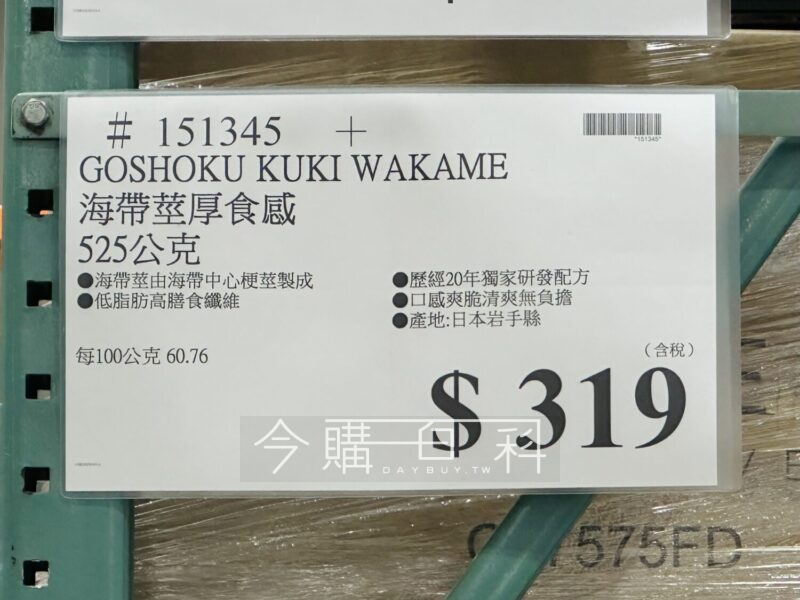 # 151345 +
*151345*
GOSHOKU KUKI WAKAME
海帶莖厚食感
525公克
●海帶莖由海帶中心梗莖製成
●低脂肪高膳食纖維
●歷經20年獨家研發配方
●口感爽脆清爽無負擔
●產地:日本岩手縣
每100公克 60.76
(含稅)
$ 319
今購百科
DAYBUY.TW
575FD